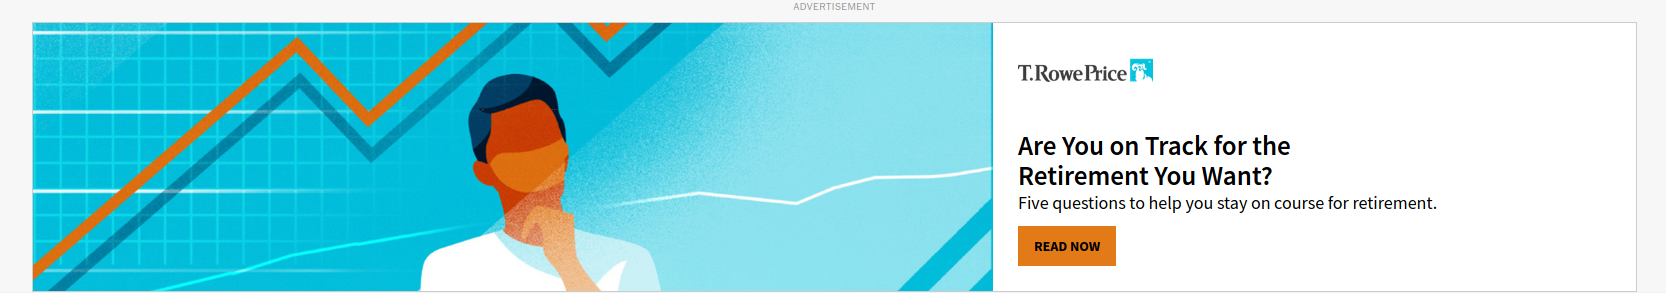 ADVERTISEMENT
T.RowePrice
Are You on Track for the
Retirement You Want?
Five questions to help you stay on course for retirement.
READ NOW